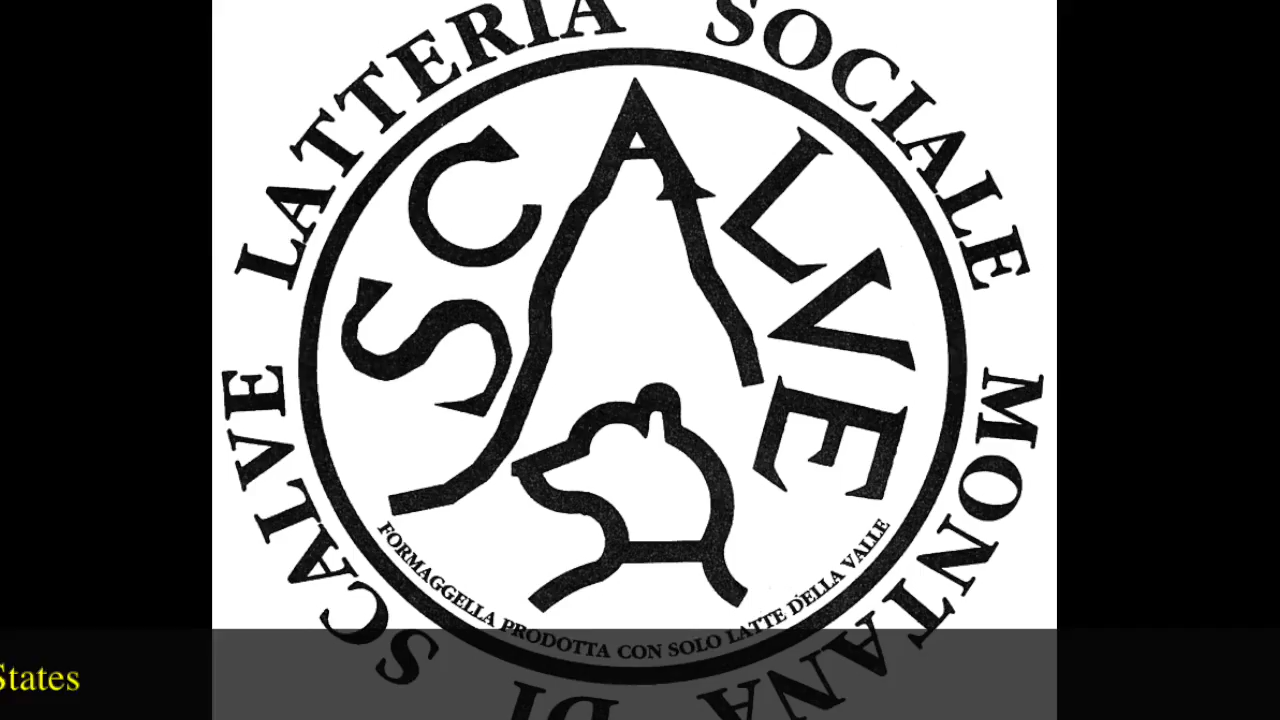 LATTERIA SOCIALE MONTANA DI SCALVE
SCALVE
FORMAGGELLA PRODOTTA CON SOLO LATTE DELLA VALLE
States